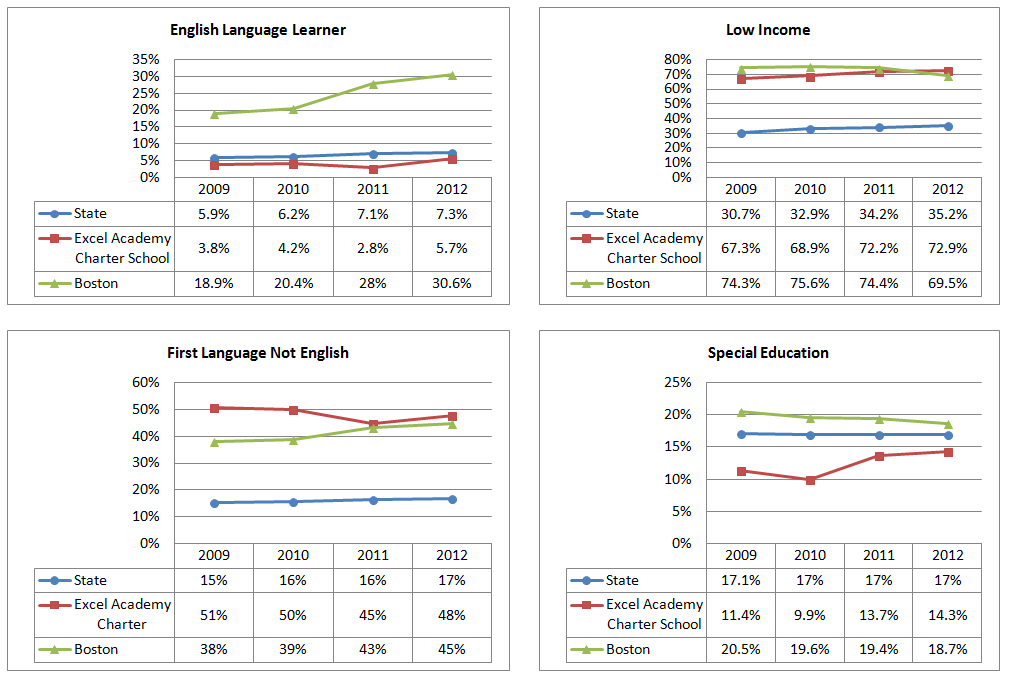 English Language Learner
35%
30%
25%
20%
15%
10%
5%
0%
2009 2010 2011 2012
State 5.9% 6.2% 7.1% 7.3%
Excel Academy
Charter School 3.8% 4.2% 2.8% 5.7%
Boston 18.9% 20.4% 28% 30.6%
Low Income
80%
70%
60%
50%
40%
30%
20%
10%
0%
2009 2010 2011 2012
State 30.7% 32.9% 34.2% 35.2%
Excel Academy
Charter School 67.3% 68.9% 72.2% 72.9%
Boston 74.3% 75.6% 74.4% 69.5%
First Language Not English
60%
50%
40%
30%
20%
10%
0%
2009 2010 2011 2012
State 15% 16% 16% 17%
Excel Academy
Charter 51% 50% 45% 48%
Boston 38% 39% 43% 45%
Special Education
25%
20%
15%
10%
5%
0%
2009 2010 2011 2012
State 17.1% 17% 17% 17%
Excel Academy
Charter School 11.4% 9.9% 13.7% 14.3%
Boston 20.5% 19.6% 19.4% 18.7%